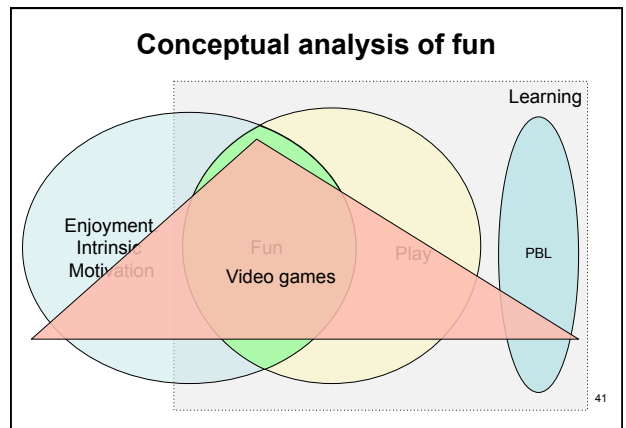 Conceptual analysis of fun
Learning
Enjoyment
Intrinsic
Motivation
Fun
Play
Video games
PBL
41